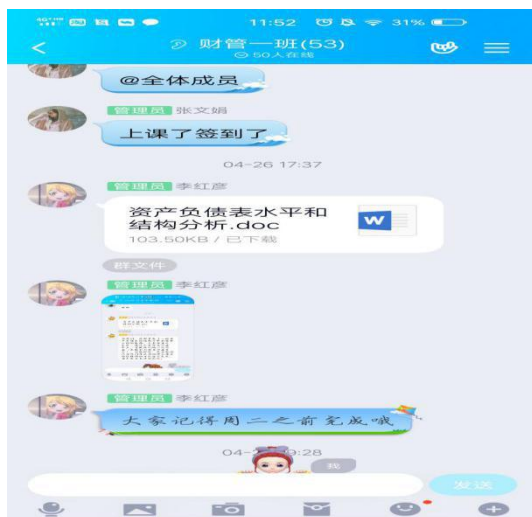 11:52
31%
财管一班(53)
50人在线
@全体成员
管理员 张文娟
上课了签到了
04-26 17:37
管理员 李红彦
资产负债表水平和
结构分析.doc
W
103.50KB / 已下载
群文件
管理员 李红彦
管理员 李红彦
大家记得周二之前完成哦
9:28
我
发送